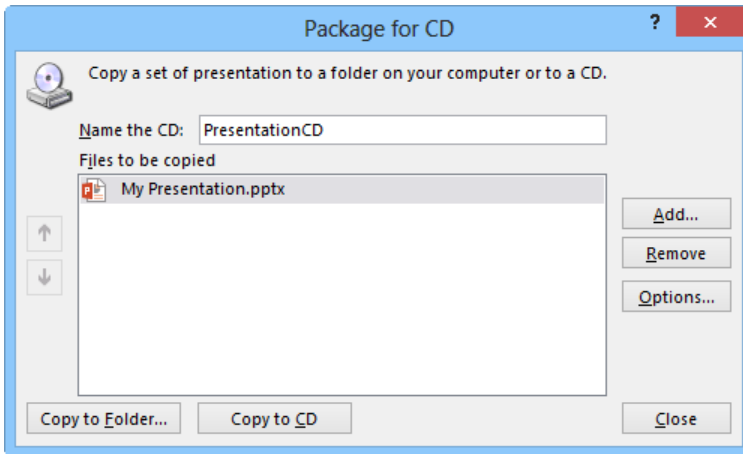 Package for CD
?
Copy a set of presentation to a folder on your computer or to a CD.
Name the CD: PresentationCD
Files to be copied
My Presentation.pptx
Add...
Remove
Options...
Copy to Folder... Copy to CD Close